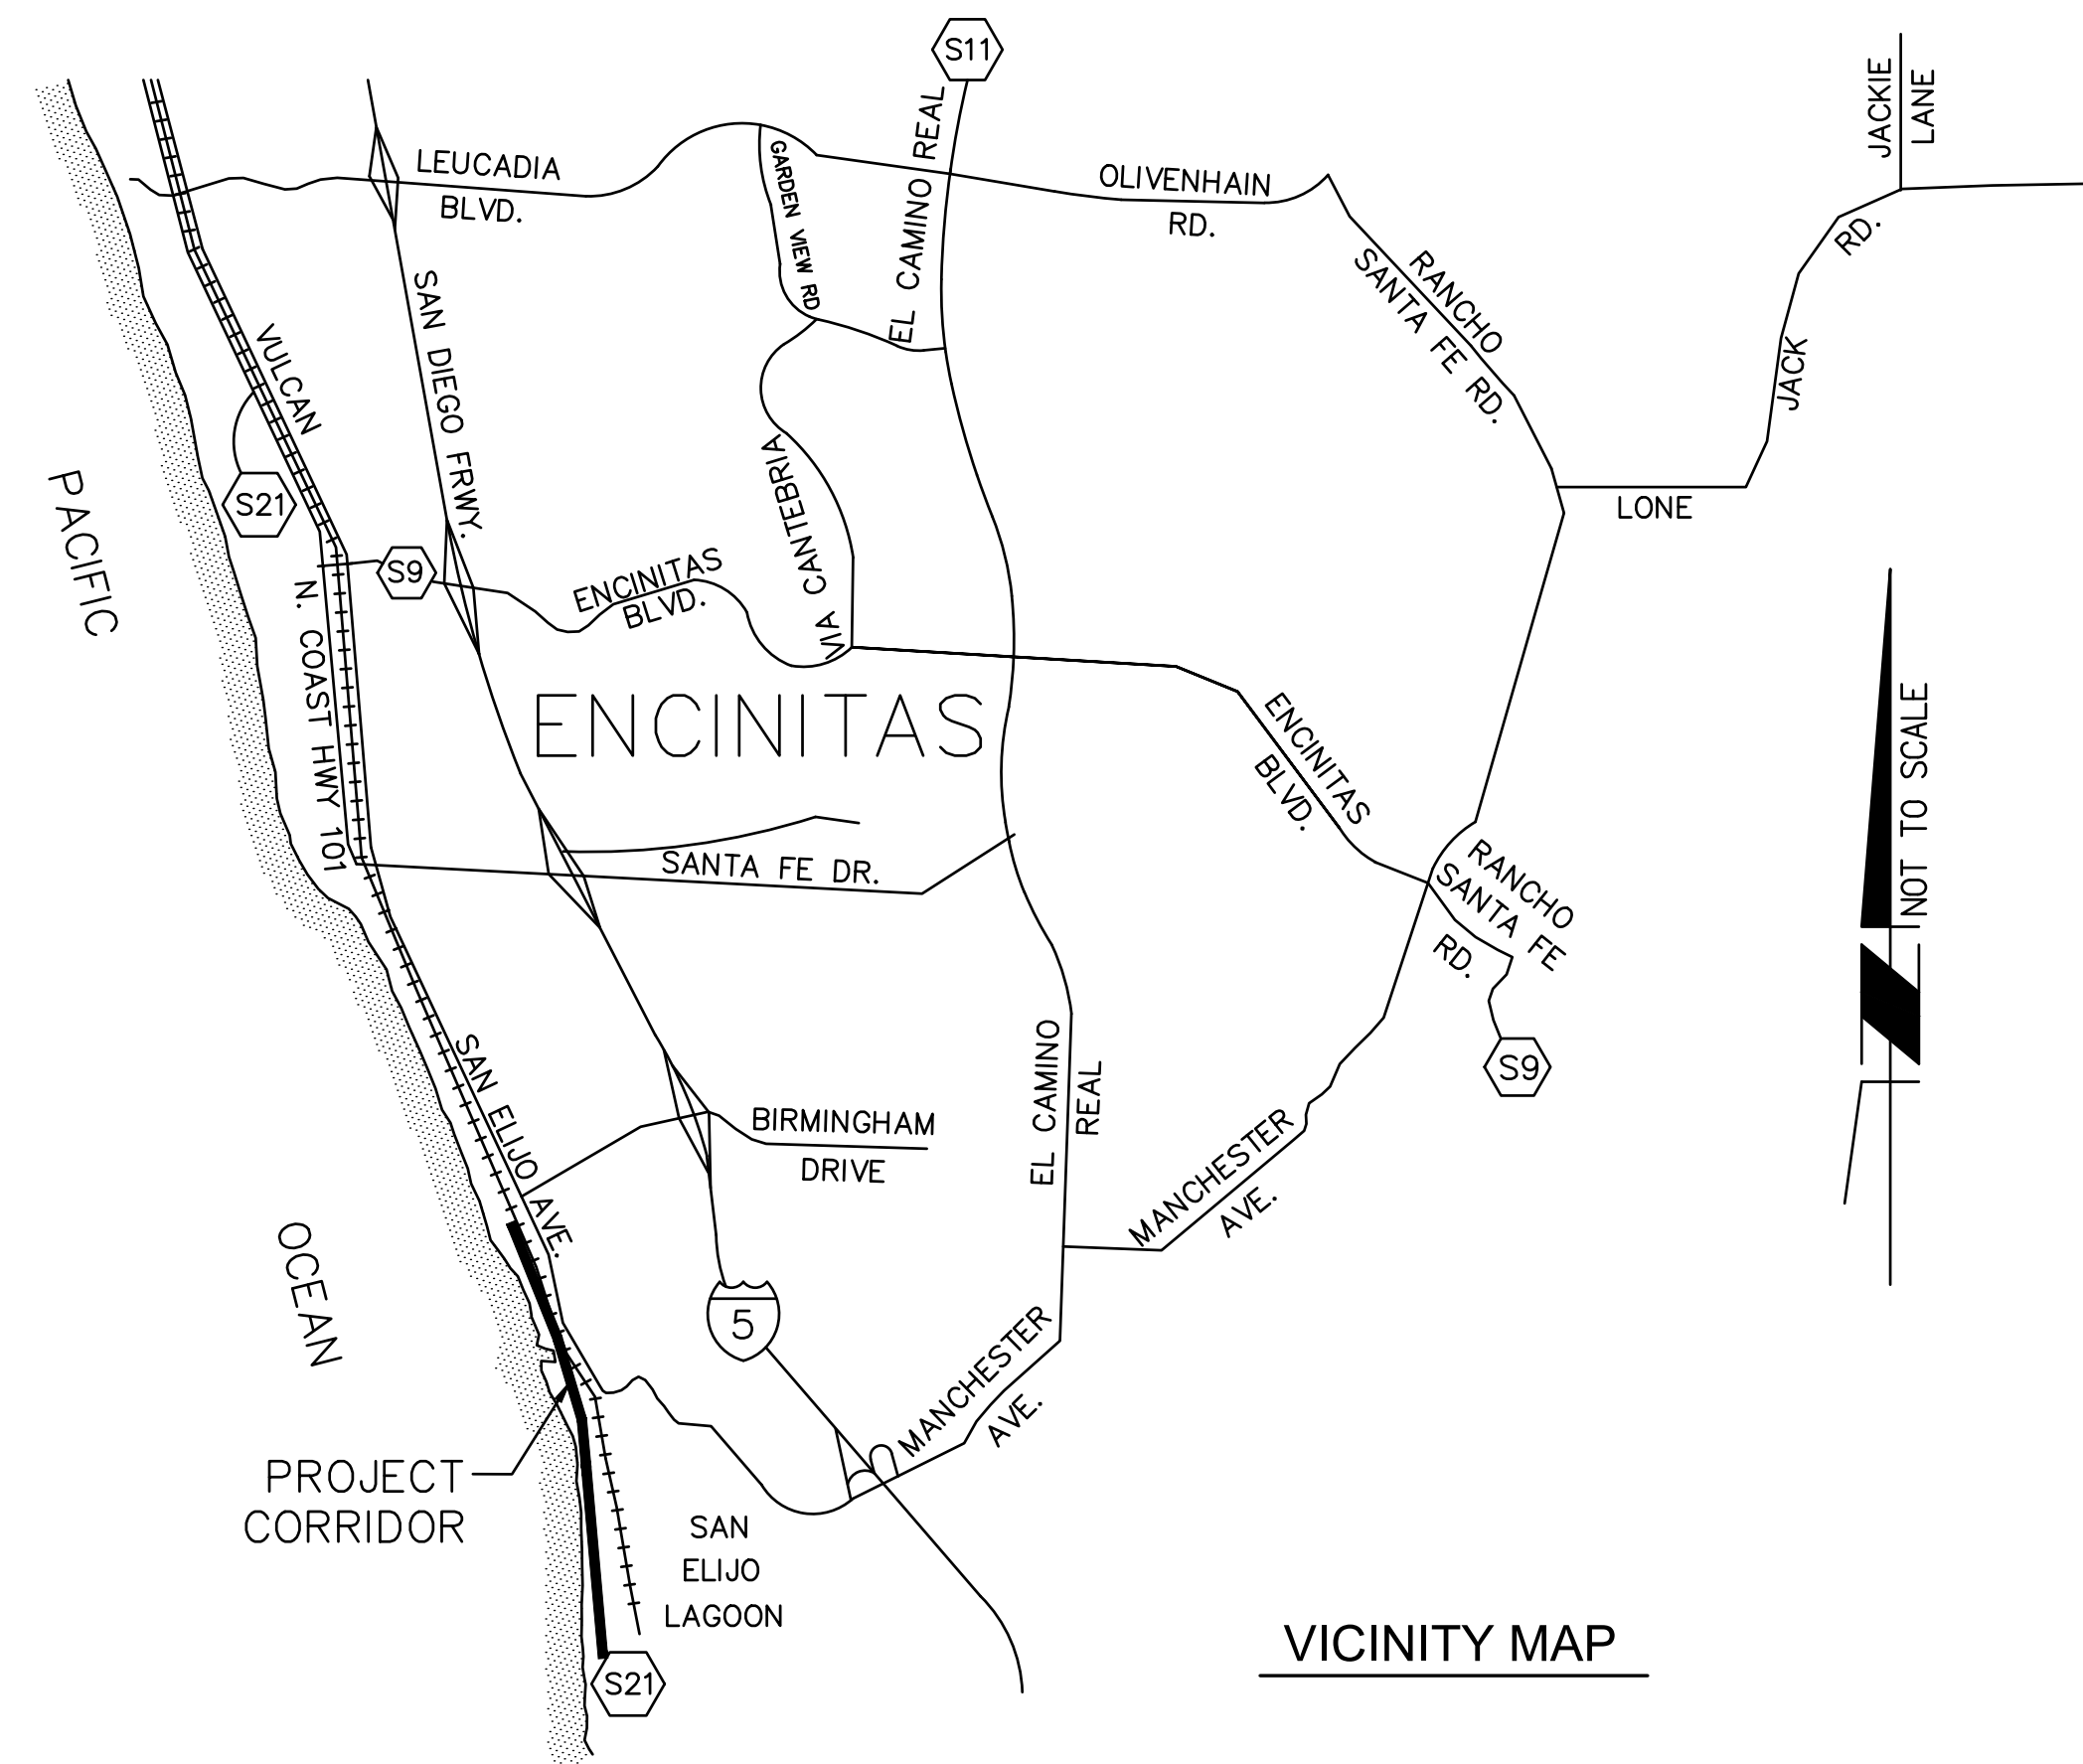 S11
JACKIE
LANE
LEUCADIA
BLVD.
GARDEN VIEW RD
EL CAMINO REAL
OLIVENHAIN
RD.
RANCHO
SANTA FE RD.
RD.
JACK
LONE
VULCAN
SAN DIEGO FRWY.
PACIFIC
S21
S9
N. COAST HWY 101
ENCINITAS
BLVD.
VIA CANTEBRIA
ENCINITAS
ENCINITAS
BLVD.
NOT TO SCALE
SANTA FE DR.
RANCHO
SANTA FE
RD.
S9
SAN ELIJO AVE.
BIRMINGHAM
DRIVE
EL CAMINO
REAL
MANCHESTER
AVE.
OCEAN
5
MANCHESTER
AVE.
PROJECT
CORRIDOR
SAN
ELIJO
LAGOON
S21
VICINITY MAP